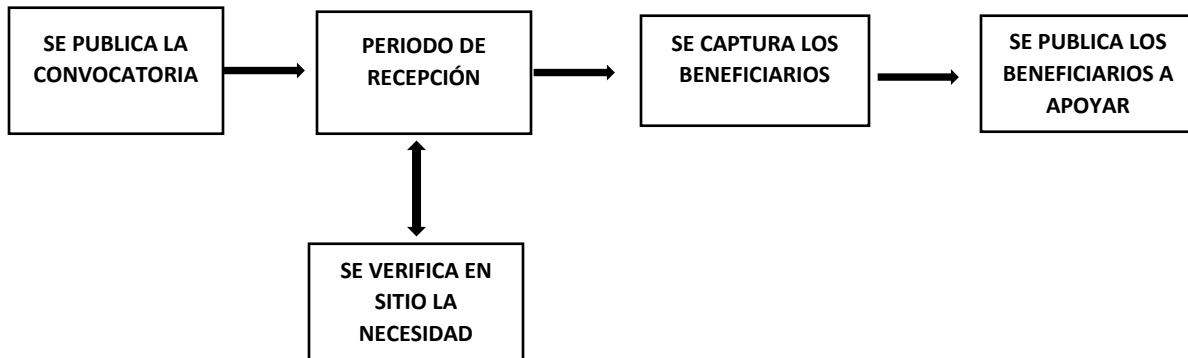 SE PUBLICA LA
CONVOCATORIA
PERIODO DE
RECEPCIÓN
SE CAPTURA LOS
BENEFICIARIOS
SE PUBLICA LOS
BENEFICIARIOS A
APOYAR
SE VERIFICA EN
SITIO LA
NECESIDAD